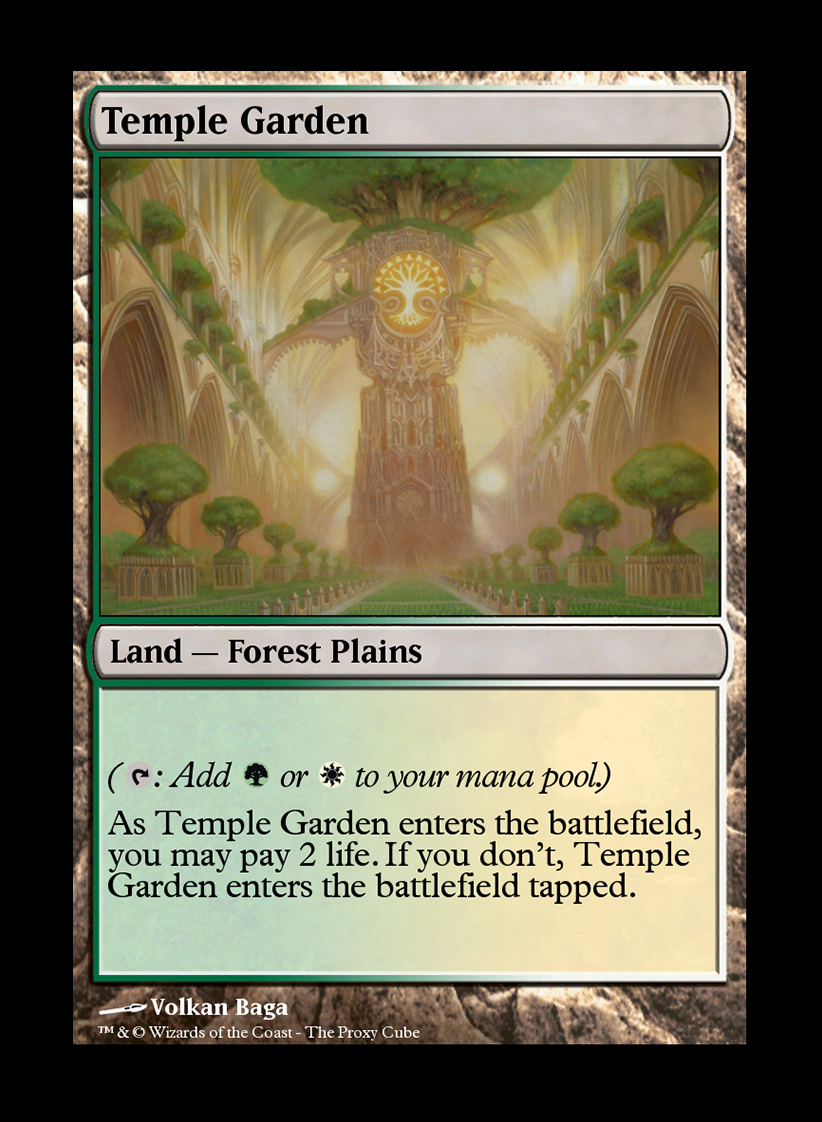 Temple Garden
Land — Forest Plains
( : Add or to your mana pool.)
As Temple Garden enters the battlefield,
you may pay 2 life. If you don't, Temple
Garden enters the battlefield tapped.
Volkan Baga
™ & © Wizards of the Coast - The Proxy Cube